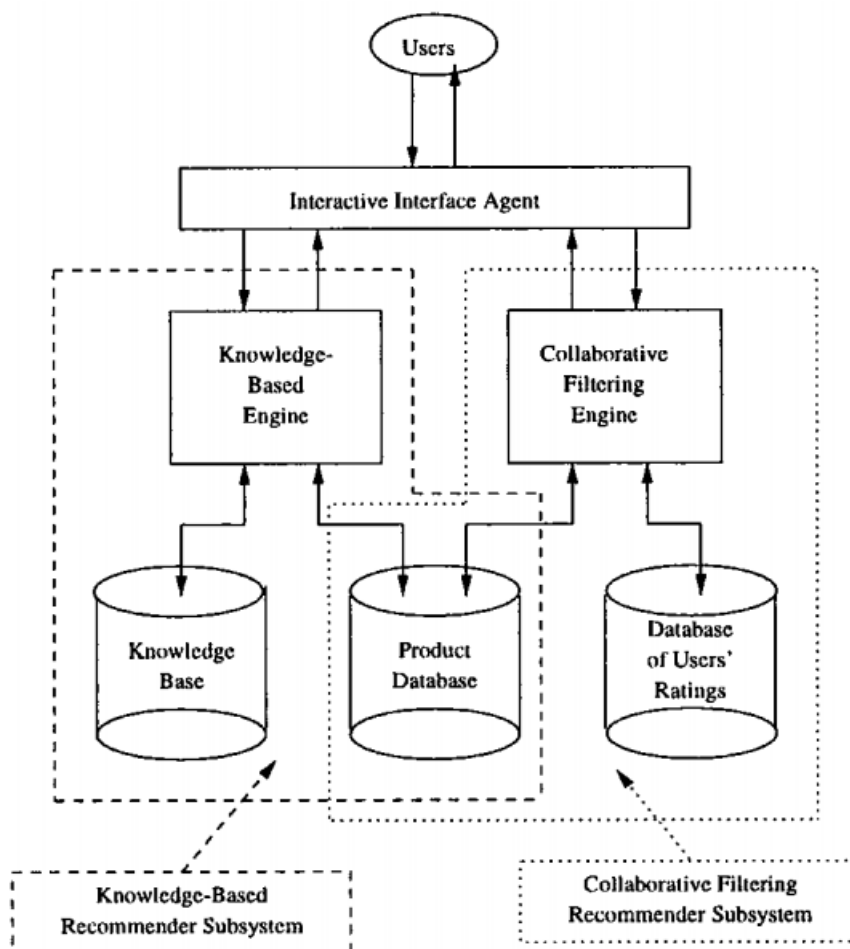 Users
Interactive Interface Agent
Knowledge-
Based
Engine
Collaborative
Filtering
Engine
Knowledge
Base
Product
Database
Database
of Users'
Ratings
Knowledge-Based
Recommender Subsystem
Collaborative Filtering
Recommender Subsystem